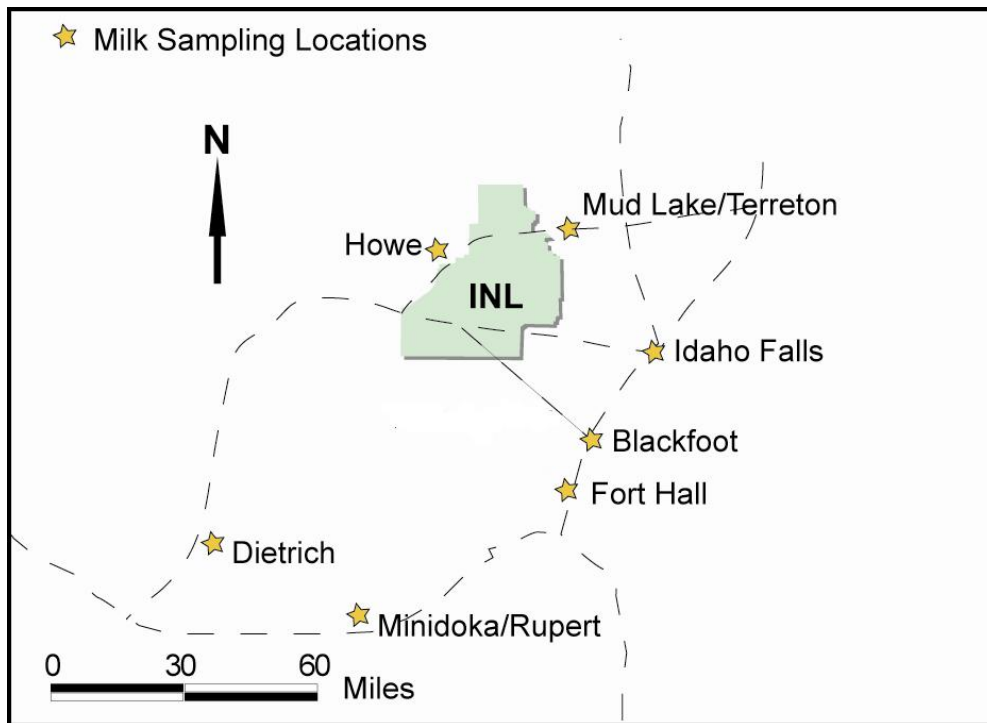 Milk Sampling Locations
N
Mud Lake/Terreton
Howe
INL
Idaho Falls
Blackfoot
Fort Hall
Dietrich
Minidoka/Rupert
0 30 60
Miles